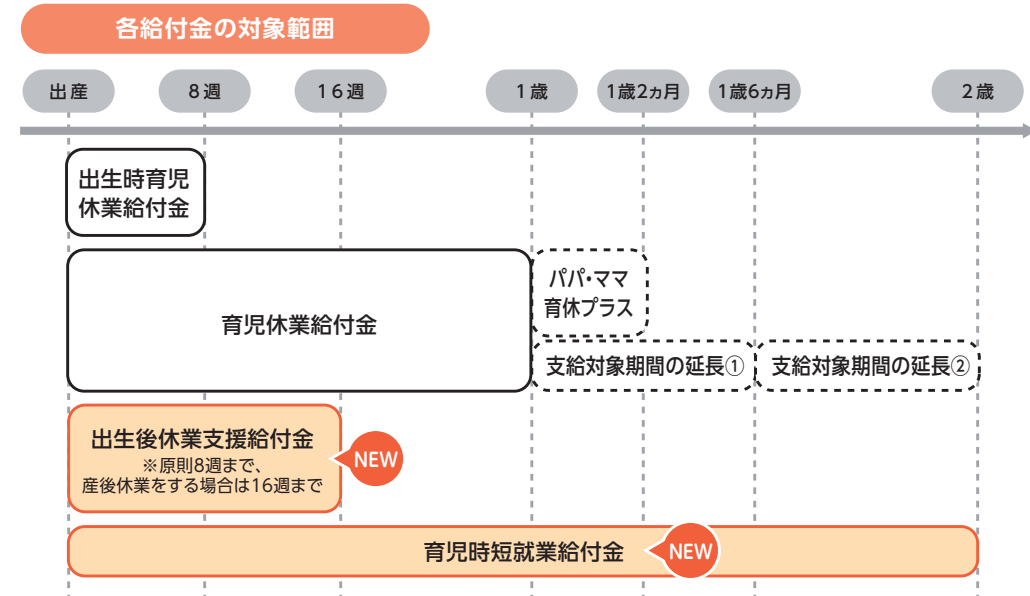 各給付金の対象範囲
出産
8週
16週
1歳
1歳2ヵ月
1歳6ヵ月
2歳
出生時育児
休業給付金
育児休業給付金
パパ・ママ
育休プラス
支給対象期間の延長①
支給対象期間の延長②
出生後休業支援給付金
※原則8週まで、
産後休業をする場合は16週まで
NEW
育児時短就業給付金
NEW